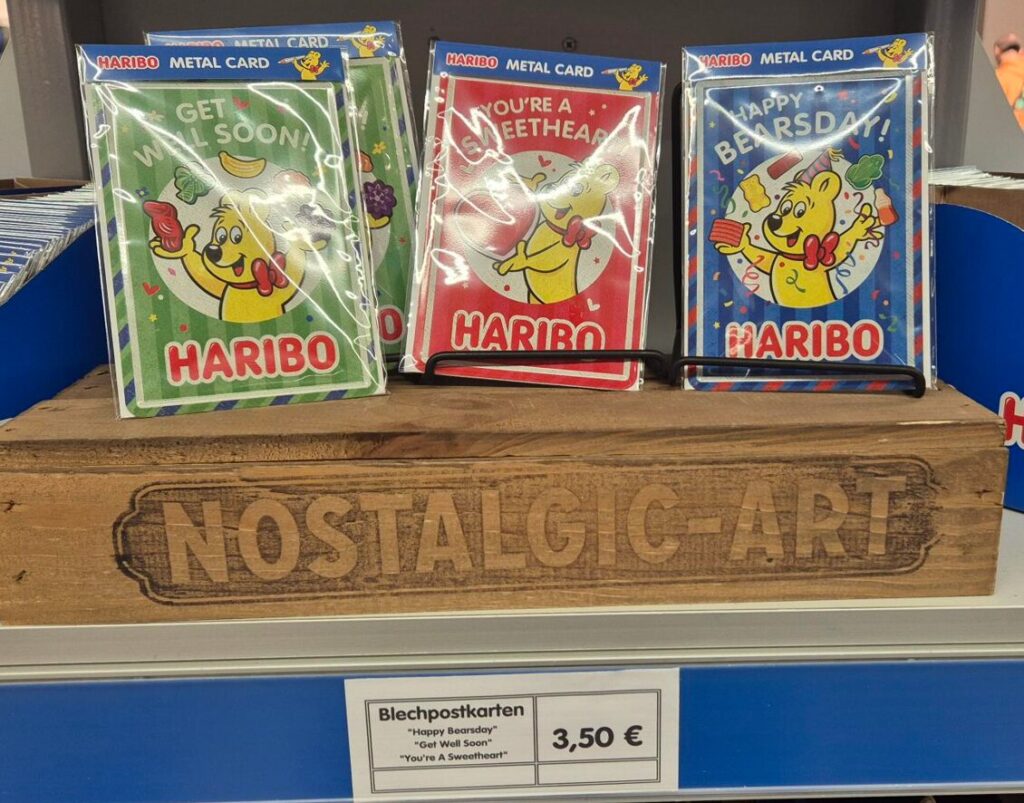 HARIBO METAL CARD
GET
WELL SOON!
HARIBO
HARIBO
HARIBO METAL CARD
YOU'RE A
SWEETHEART
HARIBO
HARIBO METAL CARD
HAPPY
BEARSDAY!
HARIBO
NOSTALGIC-ART
Blechpostkarten
"Happy Bearsday"
"Get Well Soon"
"You're A Sweetheart"
3,50 €